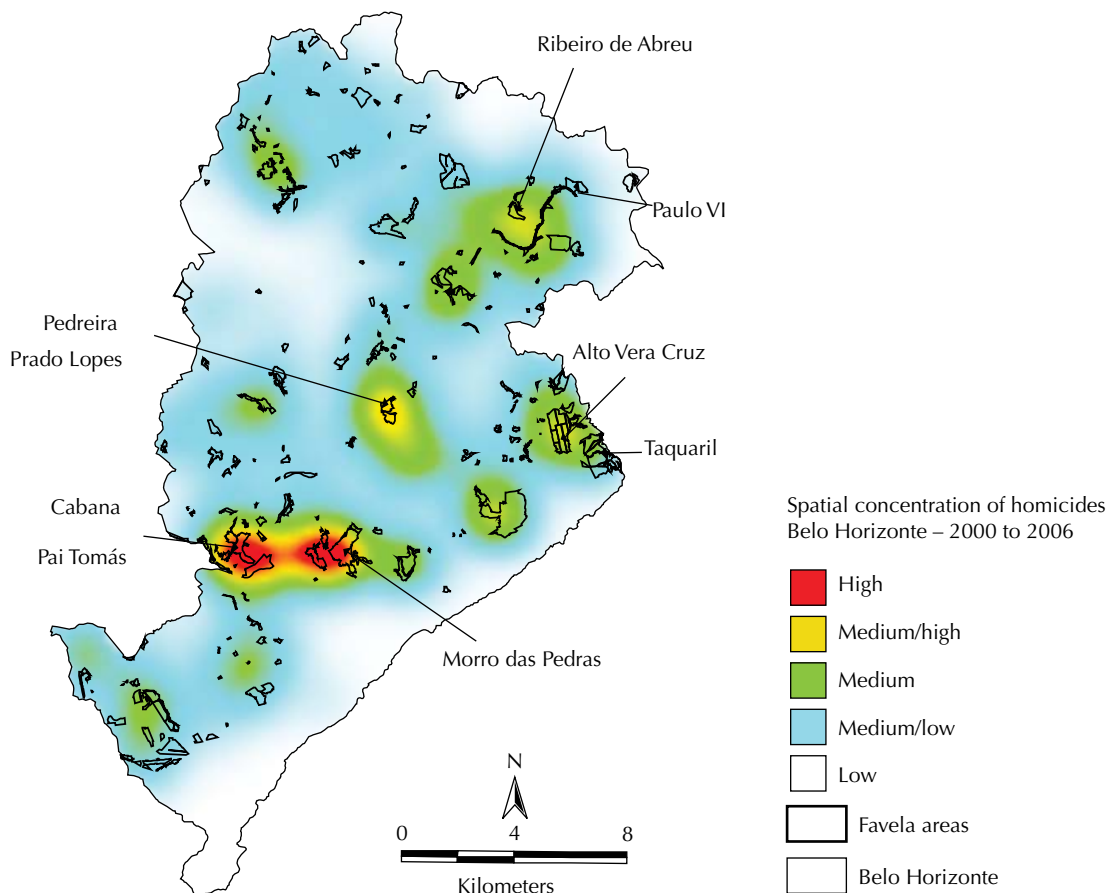 Ribeiro de Abreu
Paulo VI
Pedreira
Prado Lopes
Alto Vera Cruz
Taquaril
Cabana
Pai Tomás
Morro das Pedras
Spatial concentration of homicides
Belo Horizonte – 2000 to 2006
High
Medium/high
Medium
Medium/low
Low
Favela areas
Belo Horizonte
N
0 4 8
Kilometers